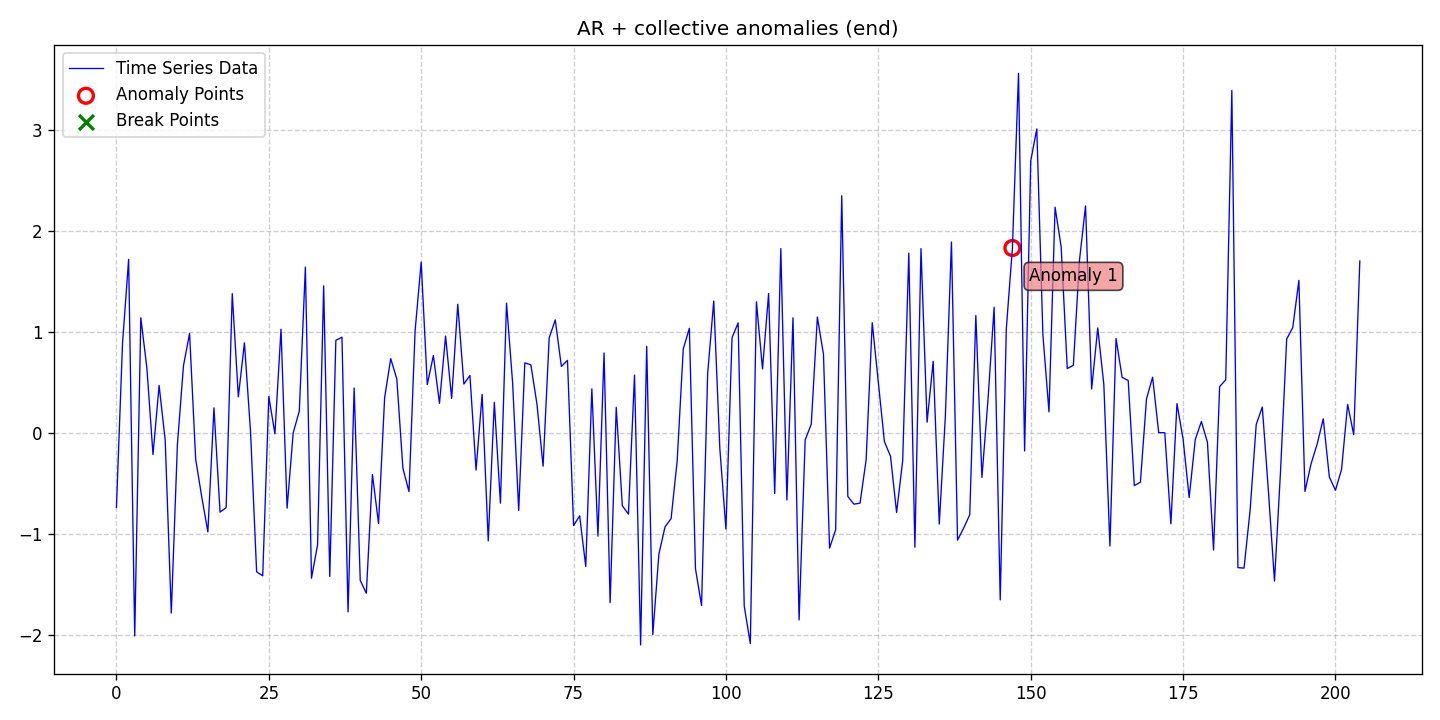 AR + collective anomalies (end)
Time Series Data
Anomaly Points
Break Points
3
2
1
0
−1
−2
Anomaly 1
0 25 50 75 100 125 150 175 200